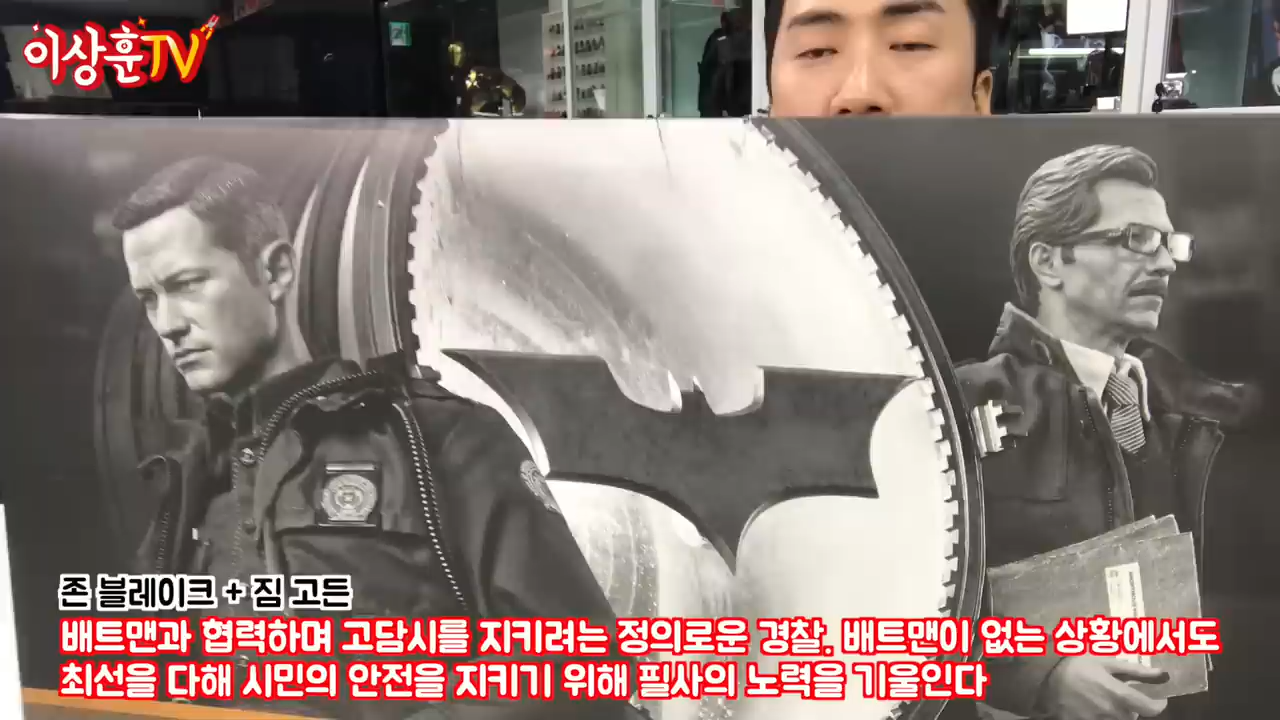 이상훈TV
존 블레이크 + 짐 고든
배트맨과 협력하며 고담시를 지키려는 정의로운 경찰. 배트맨이 없는 상황에서도
최선을 다해 시민의 안전을 지키기 위해 필사의 노력을 기울인다